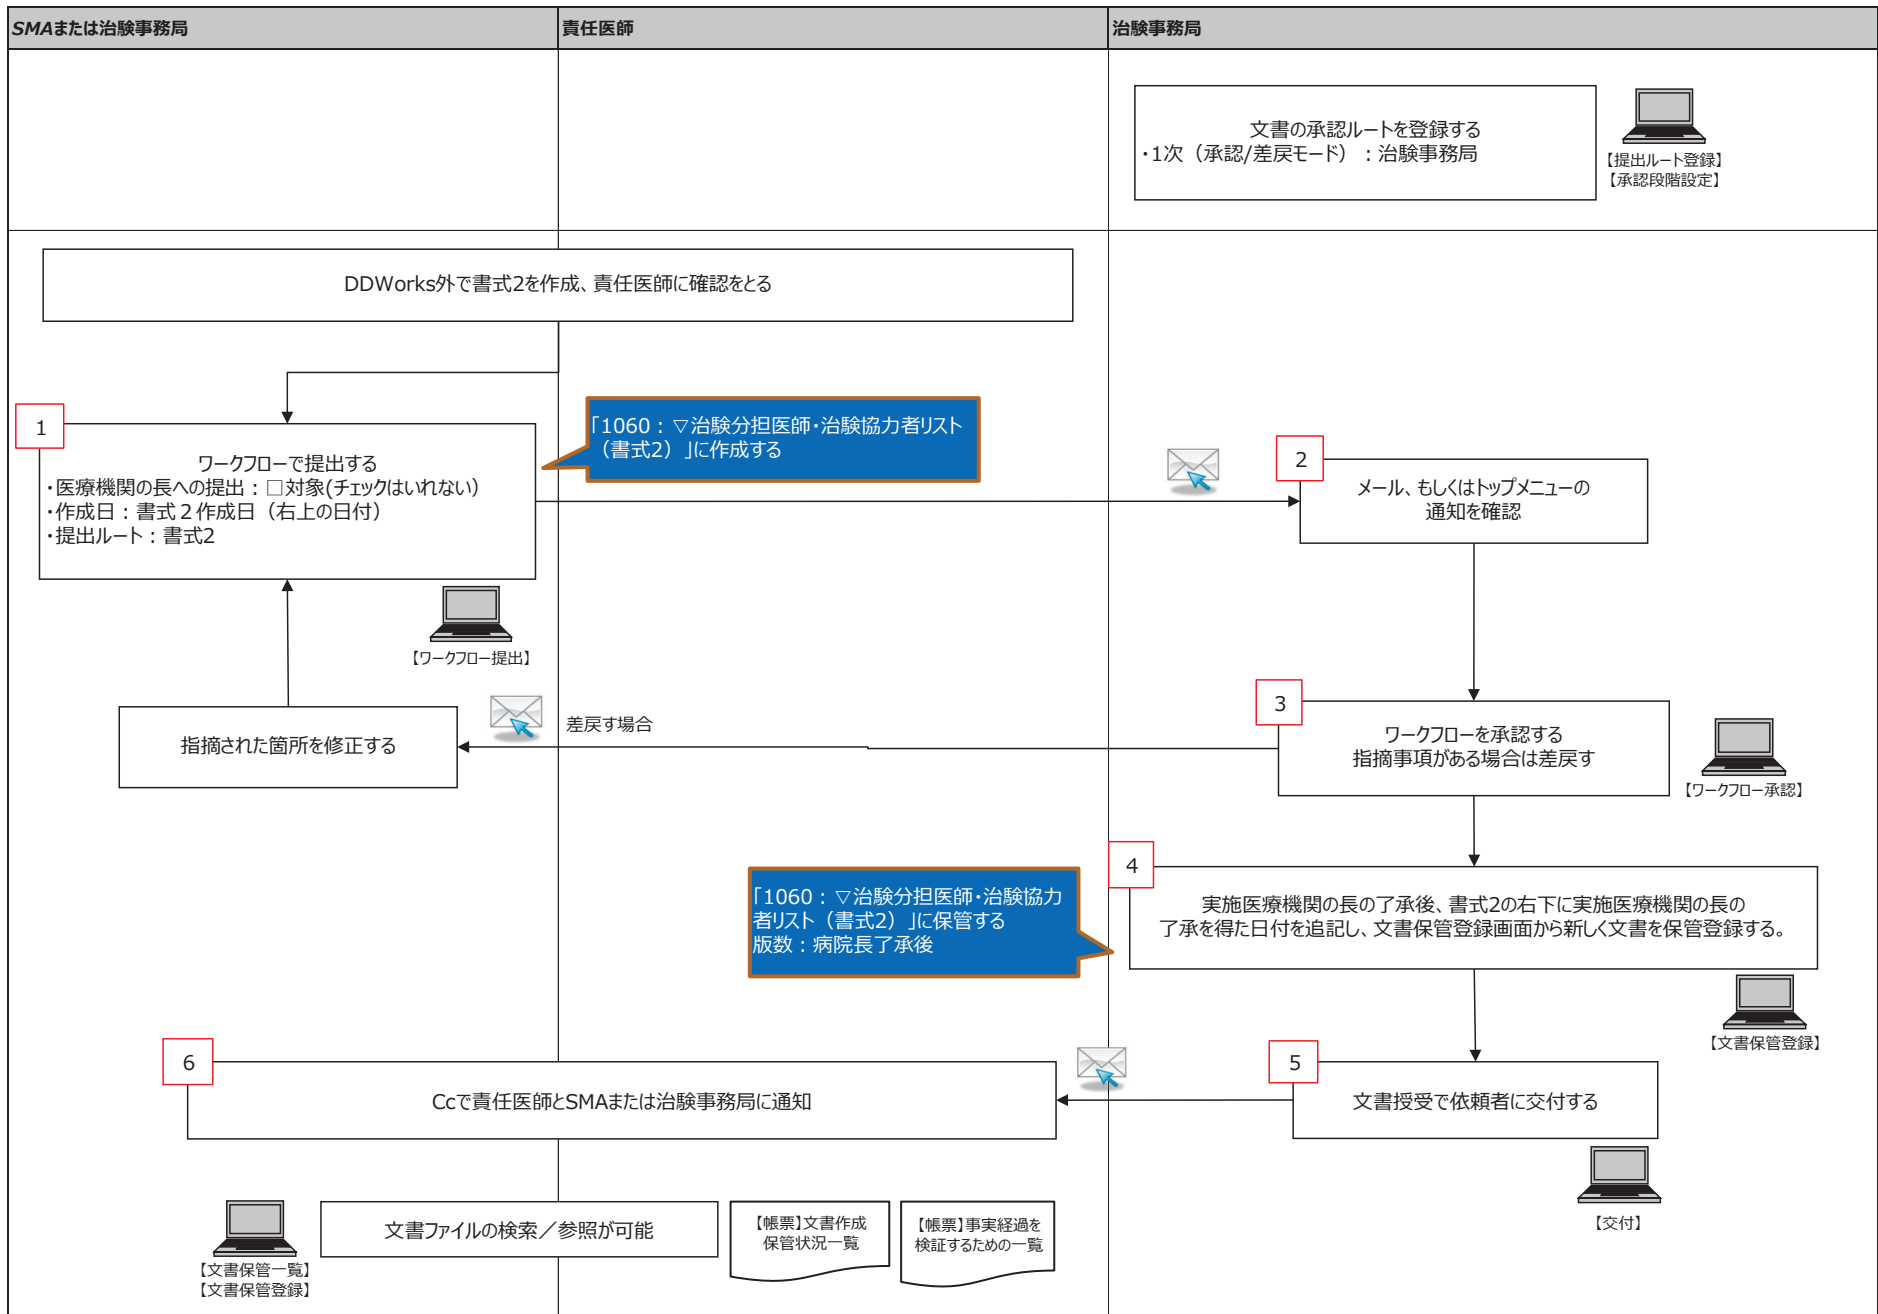 SMAまたは治験事務局
責任医師
治験事務局
文書の承認ルートを登録する
・1次（承認/差戻モード）：治験事務局
【提出ルート登録】
【承認段階設定】
DDWorks外で書式2を作成、責任医師に確認をとる
1
ワークフローで提出する
・医療機関の長への提出：□対象(チェックはいれない)
・作成日：書式２作成日（右上の日付）
・提出ルート：書式2
【ワークフロー提出】
「1060：▽治験分担医師・治験協力者リスト
（書式2）」に作成する
2
メール、もしくはトップメニューの
通知を確認
3
ワークフローを承認する
指摘事項がある場合は差戻す
【ワークフロー承認】
差戻す場合
指摘された箇所を修正する
4
実施医療機関の長の了承後、書式2の右下に実施医療機関の長の
了承を得た日付を追記し、文書保管登録画面から新しく文書を保管登録する。
【文書保管登録】
「1060：▽治験分担医師・治験協力
者リスト（書式2）」に保管する
版数：病院長了承後
5
文書授受で依頼者に交付する
【交付】
6
Ccで責任医師とSMAまたは治験事務局に通知
文書ファイルの検索／参照が可能
【文書保管一覧】
【文書保管登録】
【帳票】文書作成
保管状況一覧
【帳票】事実経過を
検証するための一覧